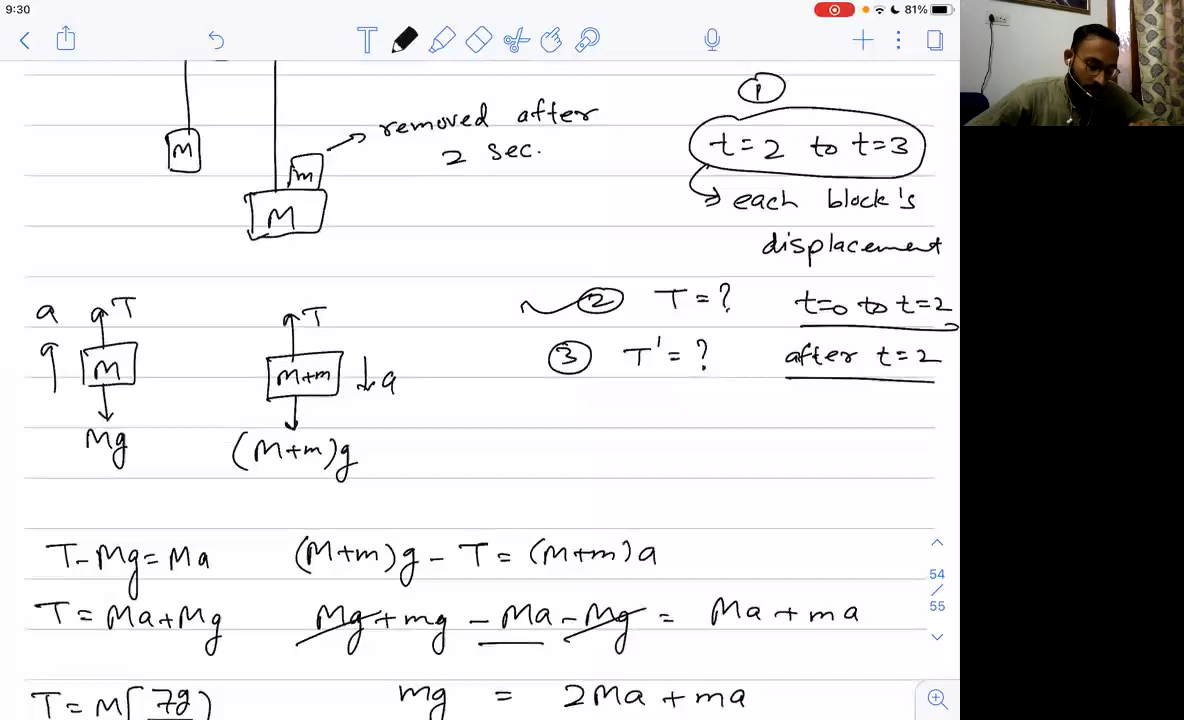 9:30
81%
T
removed after
2 sec.
M
m
M
1
t=2 to t=3
each block's
displacement
a
T
M
Mg
T
M+m
a
(M+m)g
2 T=? t=0 to t=2
3 T'=? after t=2
T-Mg=Ma (M+m)g - T = (M+m)a
T = Ma+Mg Mg+mg - Ma - Mg = Ma + ma
T = M[ 7g ) mg = 2Ma + ma
54
/
55